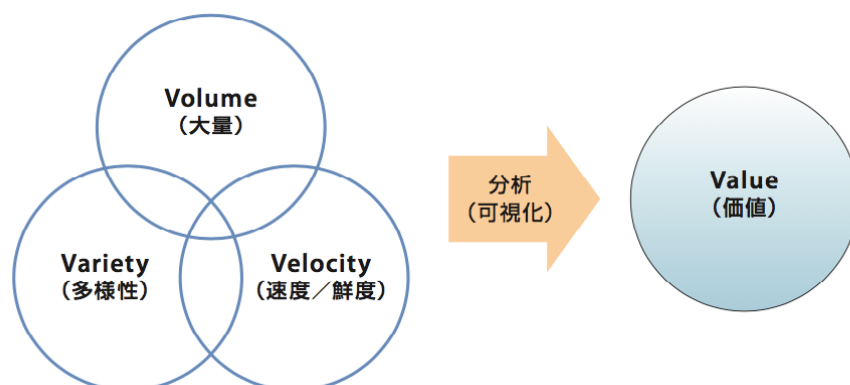 Volume
（大量）
Variety
（多様性）
Velocity
（速度／鮮度）
分析
（可視化）
Value
（価値）